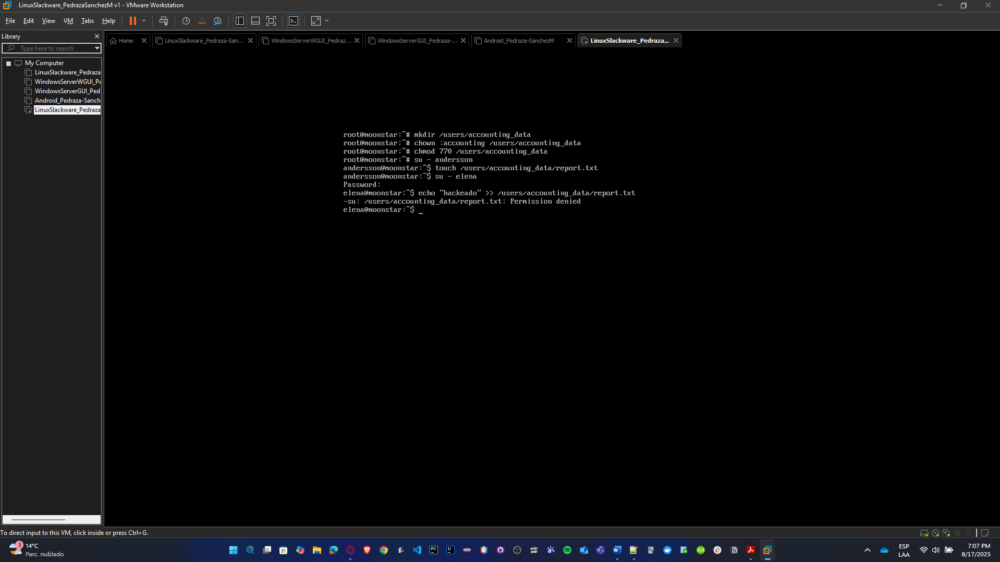 LinuxSlackware_PedrazaSanchezM v1 - VMware Workstation
File Edit View VM Tabs Help
Library
Home
LinuxSlackware_Pedraza-San...
WindowsServerWGUI_Pedraz...
WindowsServerGUI_Pedraza-...
Android_Pedraza-SanchezM
LinuxSlackware_Pedraza...
Type here to search
My Computer
LinuxSlackware_Pedraza
WindowsServerWGUI_Pe
WindowsServerGUI_Ped
Android_Pedraza-Sanch
LinuxSlackware_Pedraza
root@moonstar:~# mkdir /users/accounting_data
root@moonstar:~# chown :accounting /users/accounting_data
root@moonstar:~# chmod 770 /users/accounting_data
root@moonstar:~# su - andersson
andersson@moonstar:~$ touch /users/accounting_data/report.txt
andersson@moonstar:~$ su - elena
Password:
elena@moonstar:~$ echo "hackeado" >> /users/accounting_data/report.txt
-su: /users/accounting_data/report.txt: Permission denied
elena@moonstar:~$ _
To direct input to this VM, click inside or press Ctrl+G.
3
14°C
Parc. nublado
PC
IJ
ESP
LAA
7:07 PM
8/17/2025